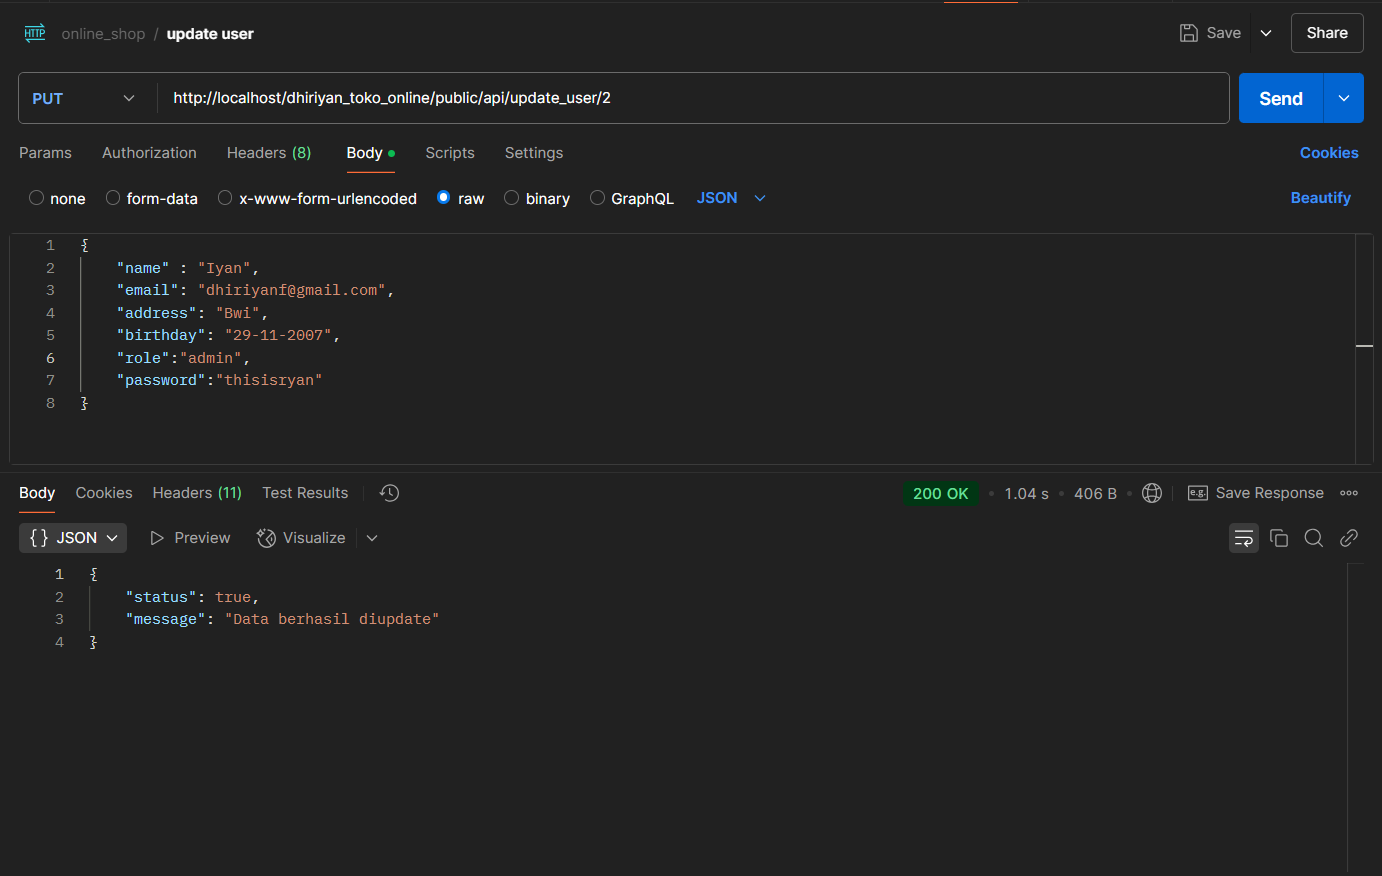 HTTP online_shop / update user Save Share
PUT http://localhost/dhiriyan_toko_online/public/api/update_user/2 Send
Params Authorization Headers (8) Body Scripts Settings Cookies
none form-data x-www-form-urlencoded raw binary GraphQL JSON Beautify
1 {
2 "name" : "Iyan",
3 "email": "dhiriyanf@gmail.com",
4 "address": "Bwi",
5 "birthday": "29-11-2007",
6 "role":"admin",
7 "password":"thisisryan"
8 }
Body Cookies Headers (11) Test Results 200 OK 1.04 s 406 B e.g. Save Response
{} JSON Preview Visualize
1 {
2 "status": true,
3 "message": "Data berhasil diupdate"
4 }